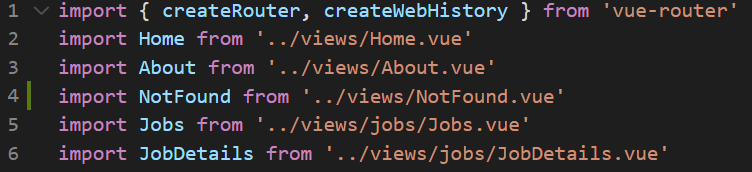 1 import { createRouter, createWebHistory } from 'vue-router'
2 import Home from '../views/Home.vue'
3 import About from '../views/About.vue'
4 import NotFound from '../views/NotFound.vue'
5 import Jobs from '../views/jobs/Jobs.vue'
6 import JobDetails from '../views/jobs/JobDetails.vue'